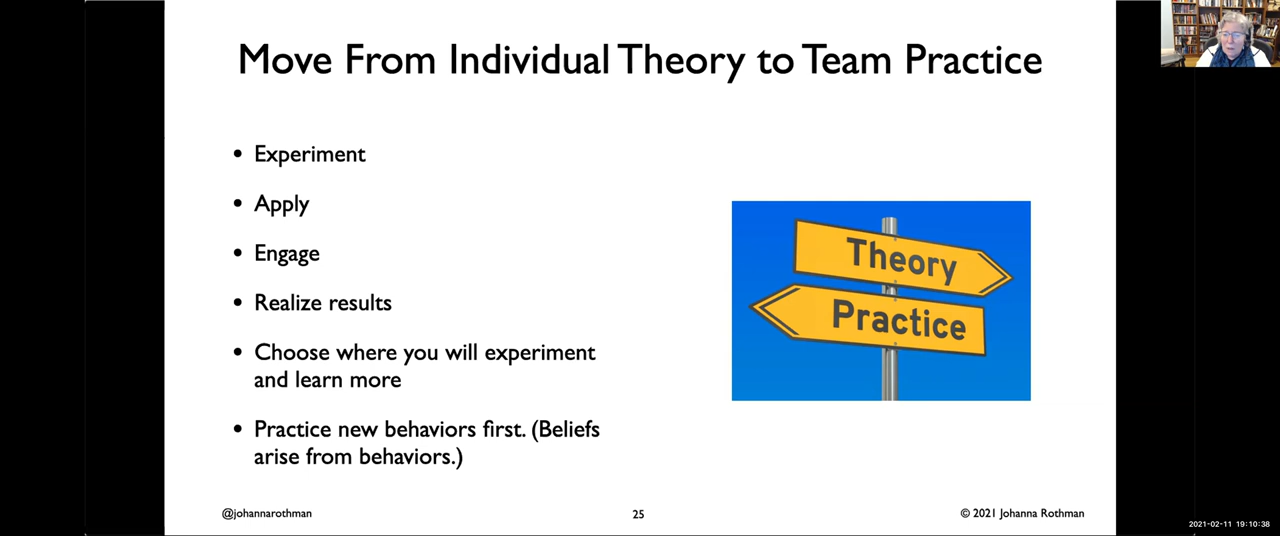 Move From Individual Theory to Team Practice
• Experiment
• Apply
• Engage
• Realize results
• Choose where you will experiment
and learn more
• Practice new behaviors first. (Beliefs
arise from behaviors.)
Theory
Practice
@johannarothman
25
© 2021 Johanna Rothman
2021-02-11 19:10:38